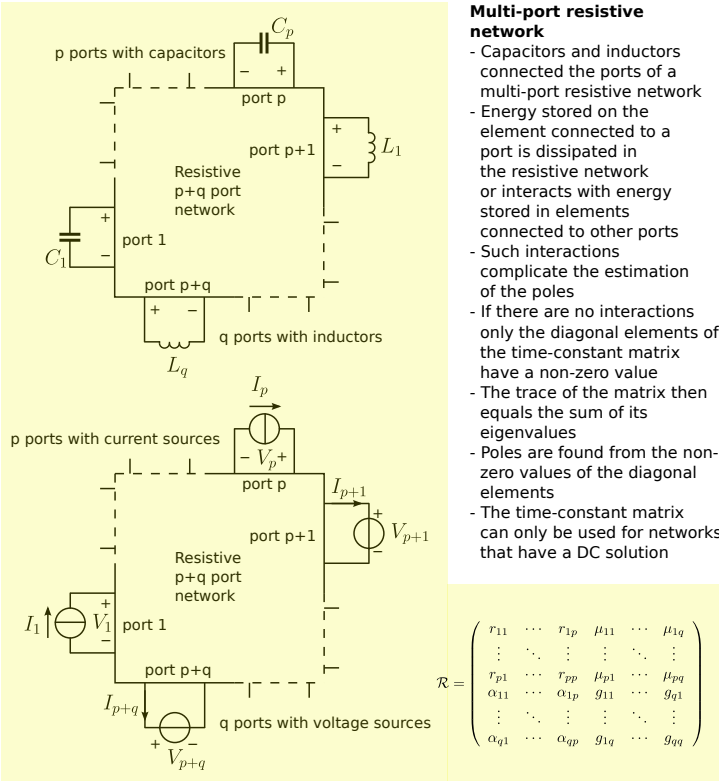 p ports with capacitors
C_p
− +
port p
port p+1
+
−
L_1
Resistive
p+q port
network
+
−
C_1
port 1
port p+q
+ −
L_q
q ports with inductors
I_p
p ports with current sources
− V_p +
port p
I_{p+1}
port p+1
+
−
V_{p+1}
Resistive
p+q port
network
I_1
+
V_1
−
port 1
port p+q
I_{p+q}
+ −
V_{p+q}
q ports with voltage sources
Multi-port resistive
network
- Capacitors and inductors
connected the ports of a
multi-port resistive network
- Energy stored on the
element connected to a
port is dissipated in
the resistive network
or interacts with energy
stored in elements
connected to other ports
- Such interactions
complicate the estimation
of the poles
- If there are no interactions
only the diagonal elements of
the time-constant matrix
have a non-zero value
- The trace of the matrix then
equals the sum of its
eigenvalues
- Poles are found from the non-
zero values of the diagonal
elements
- The time-constant matrix
can only be used for networks
that have a DC solution
ℛ =
r_{11} ⋯ r_{1p} μ_{11} ⋯ μ_{1q}
⋮ ⋱ ⋮ ⋮ ⋱ ⋮
r_{p1} ⋯ r_{pp} μ_{p1} ⋯ μ_{pq}
α_{11} ⋯ α_{1p} g_{11} ⋯ g_{q1}
⋮ ⋱ ⋮ ⋮ ⋱ ⋮
α_{q1} ⋯ α_{qp} g_{1q} ⋯ g_{qq}